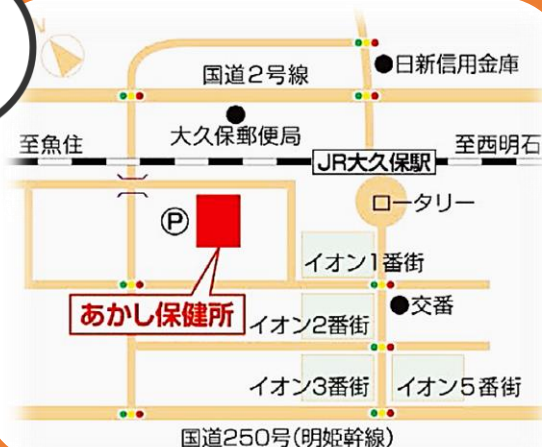 N
日新信用金庫
国道2号線
大久保郵便局
至魚住
至西明石
JR大久保駅
P
ロータリー
イオン1番街
あかし保健所
交番
イオン2番街
イオン3番街
イオン5番街
国道250号(明姫幹線)